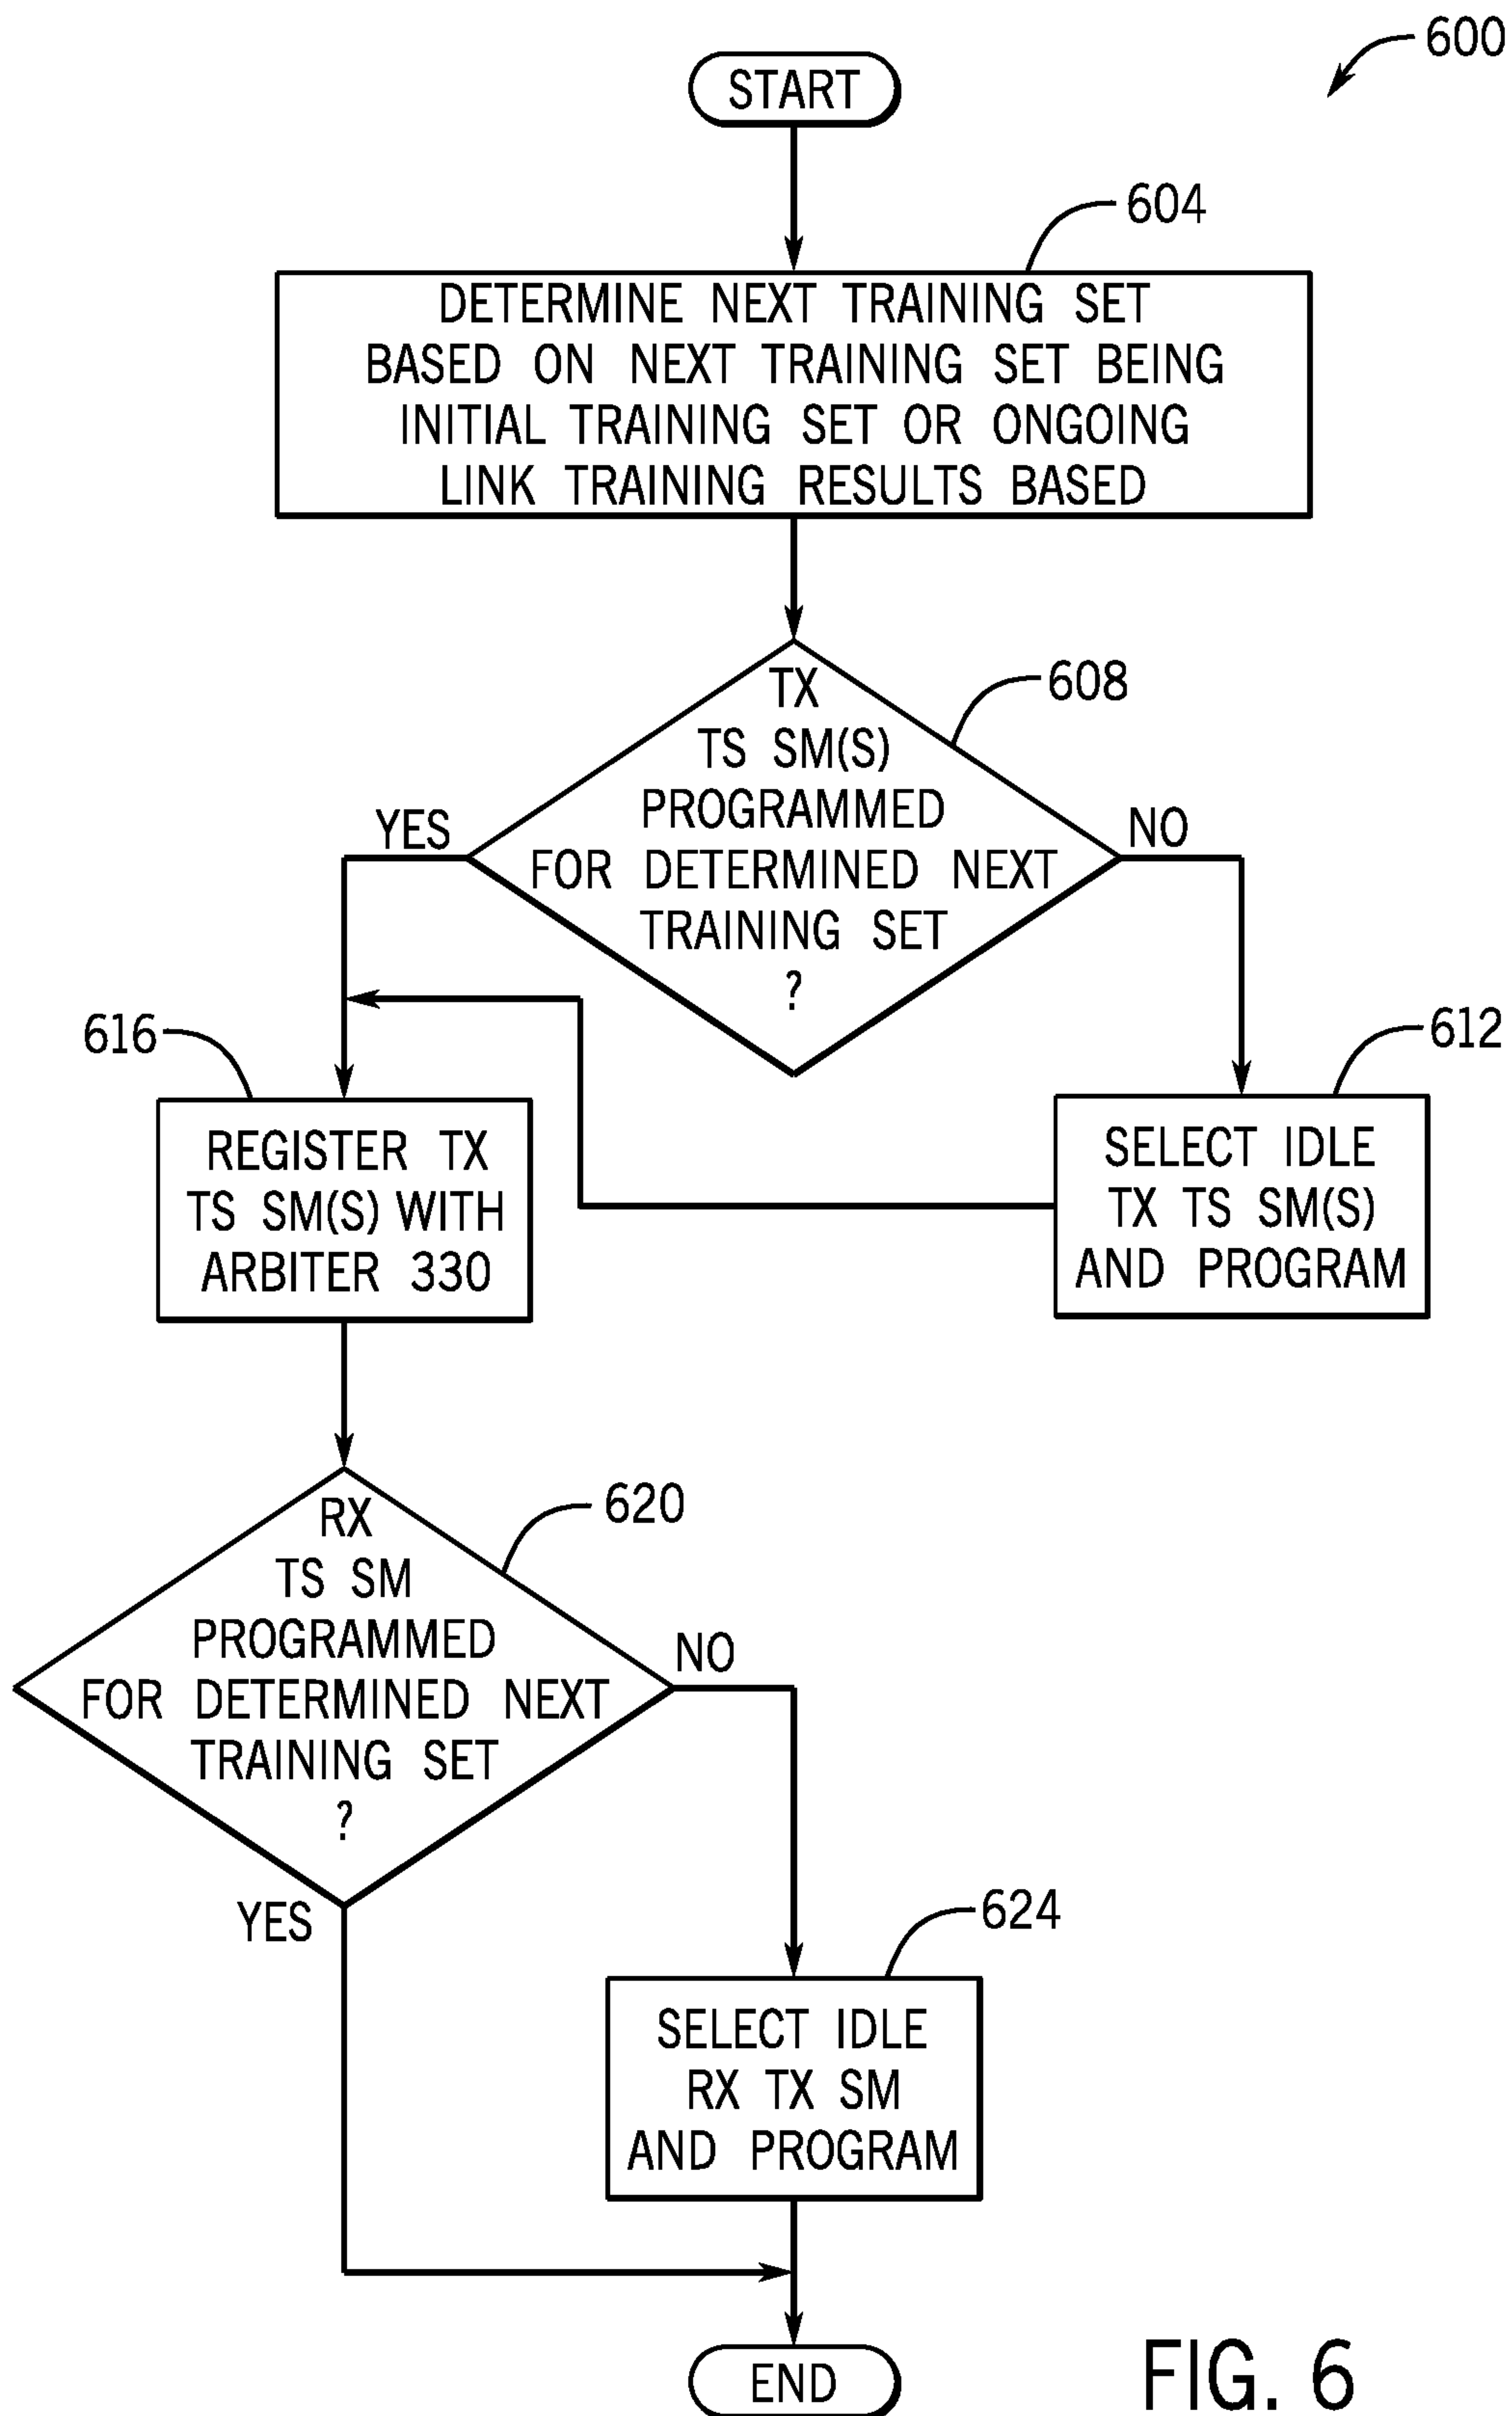 600
START
604
DETERMINE NEXT TRAINING SET
BASED ON NEXT TRAINING SET BEING
INITIAL TRAINING SET OR ONGOING
LINK TRAINING RESULTS BASED
608
TX
TS SM(S)
PROGRAMMED
FOR DETERMINED NEXT
TRAINING SET
?
YES
NO
616
612
REGISTER TX
TS SM(S) WITH
ARBITER 330
SELECT IDLE
TX TS SM(S)
AND PROGRAM
620
RX
TS SM
PROGRAMMED
FOR DETERMINED NEXT
TRAINING SET
?
NO
YES
624
SELECT IDLE
RX TX SM
AND PROGRAM
END
FIG. 6